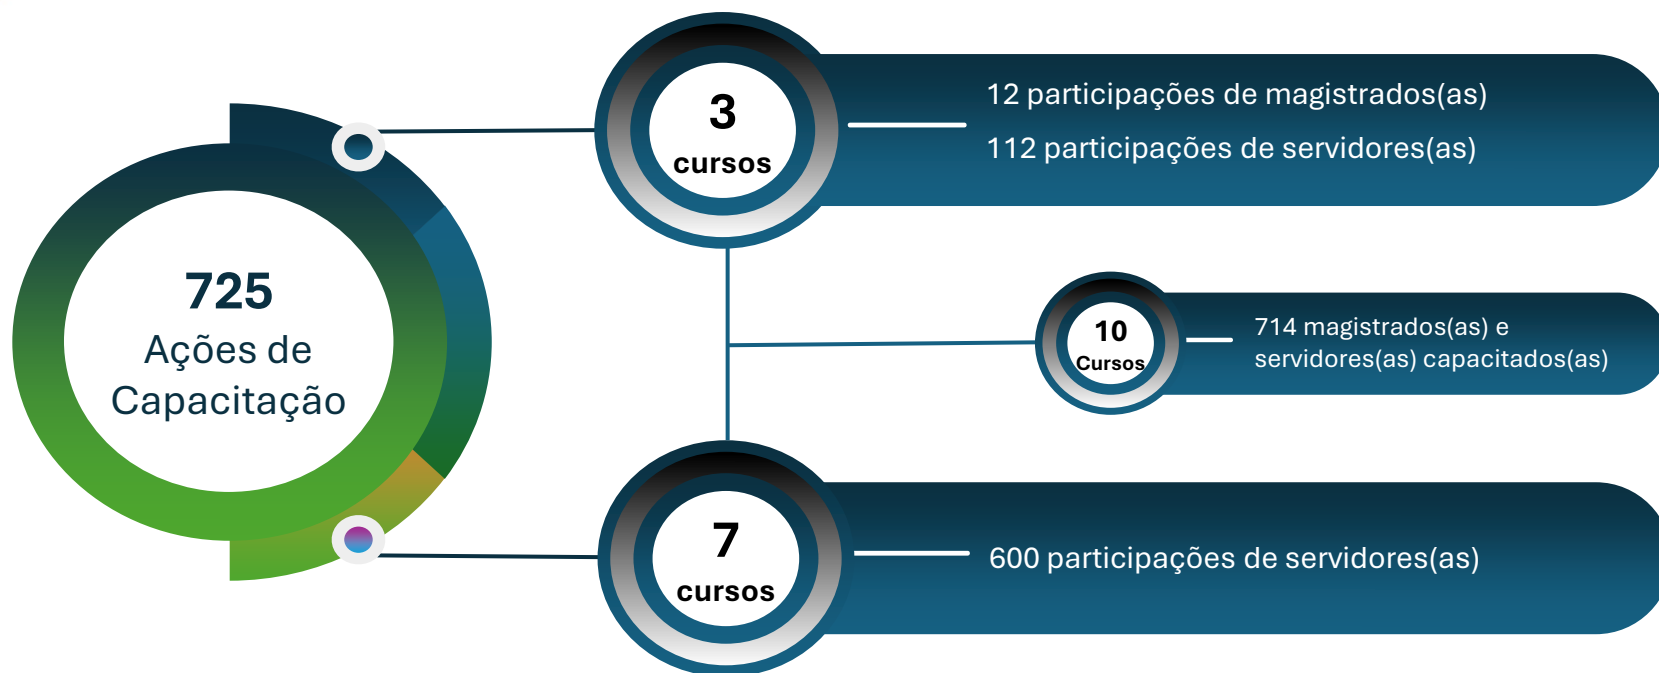 725
Ações de
Capacitação
3
cursos
12 participações de magistrados(as)
112 participações de servidores(as)
10
Cursos
714 magistrados(as) e
servidores(as) capacitados(as)
7
cursos
600 participações de servidores(as)